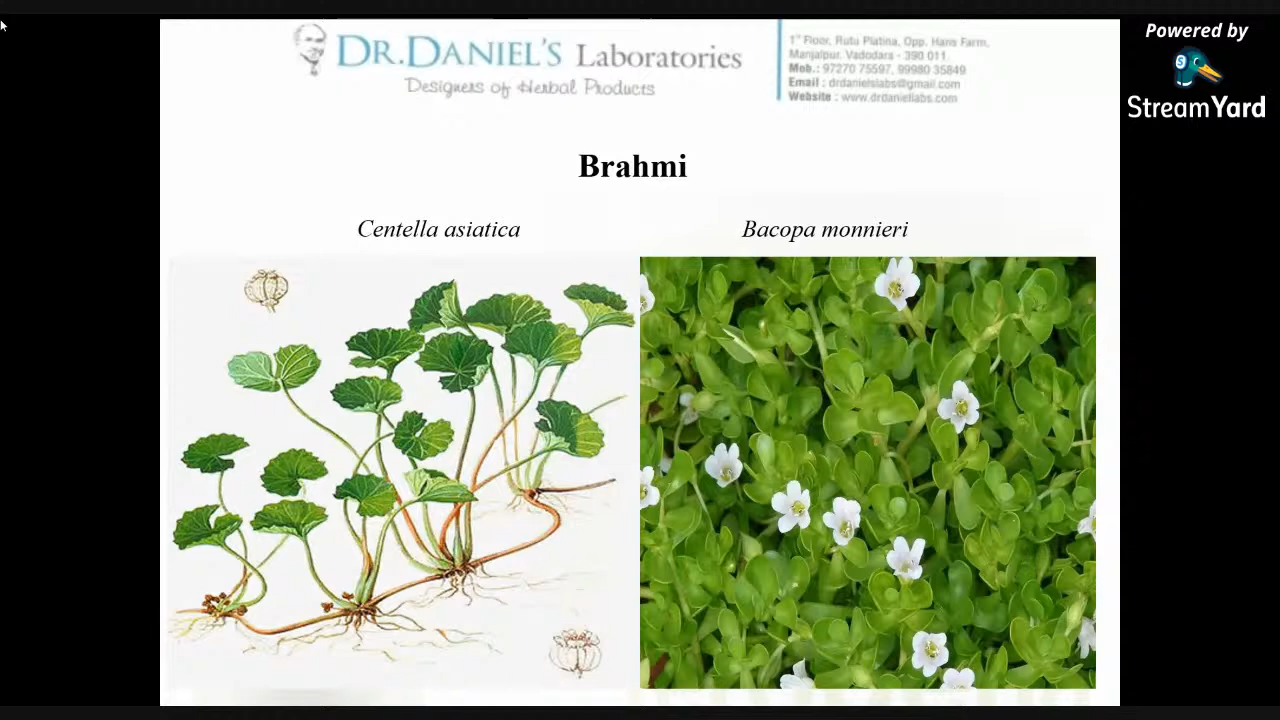 DR.DANIEL'S Laboratories
Designers of Herbal Products
1st Floor, Rutu Platina, Opp. Hans Farm,
Manjalpur. Vadodara - 390 011.
Mob.: 97270 75597, 99980 35849
Email : drdanielslabs@gmail.com
Website : www.drdaniellabs.com
Powered by
StreamYard
Brahmi
Centella asiatica
Bacopa monnieri